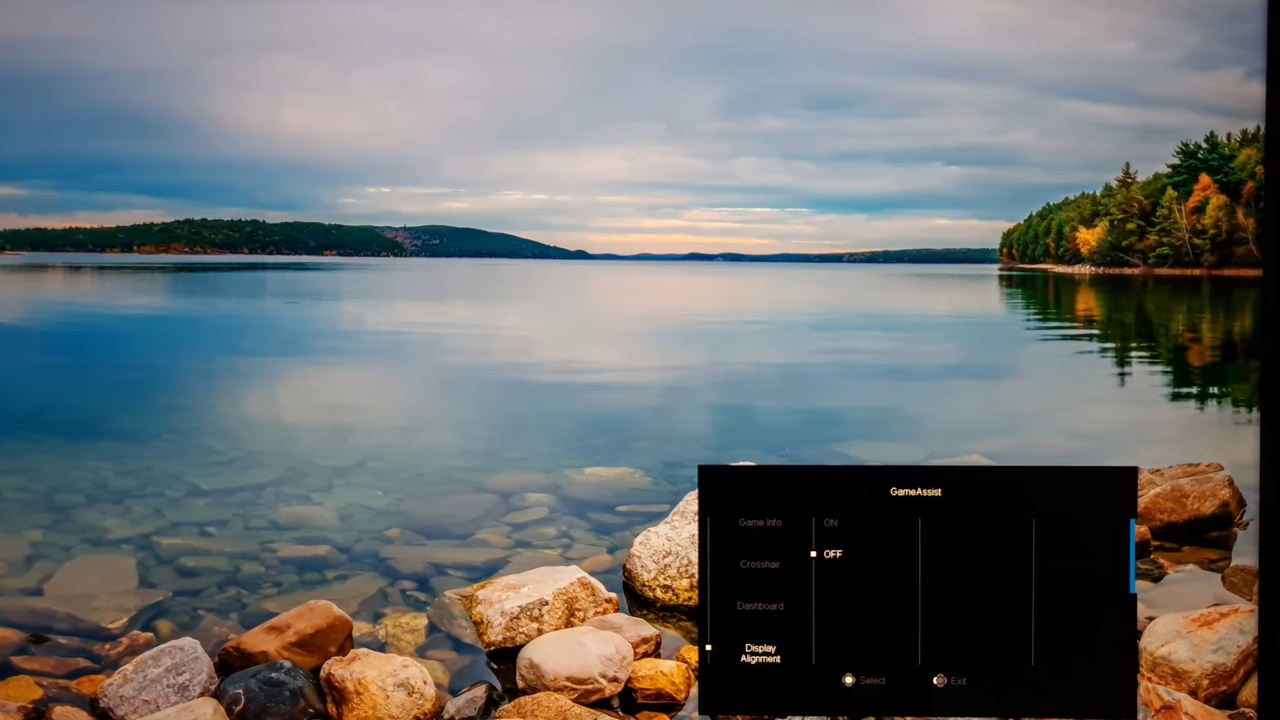 GameAssist
Game Info
ON
OFF
Crosshair
Dashboard
Display
Alignment
Select
Exit